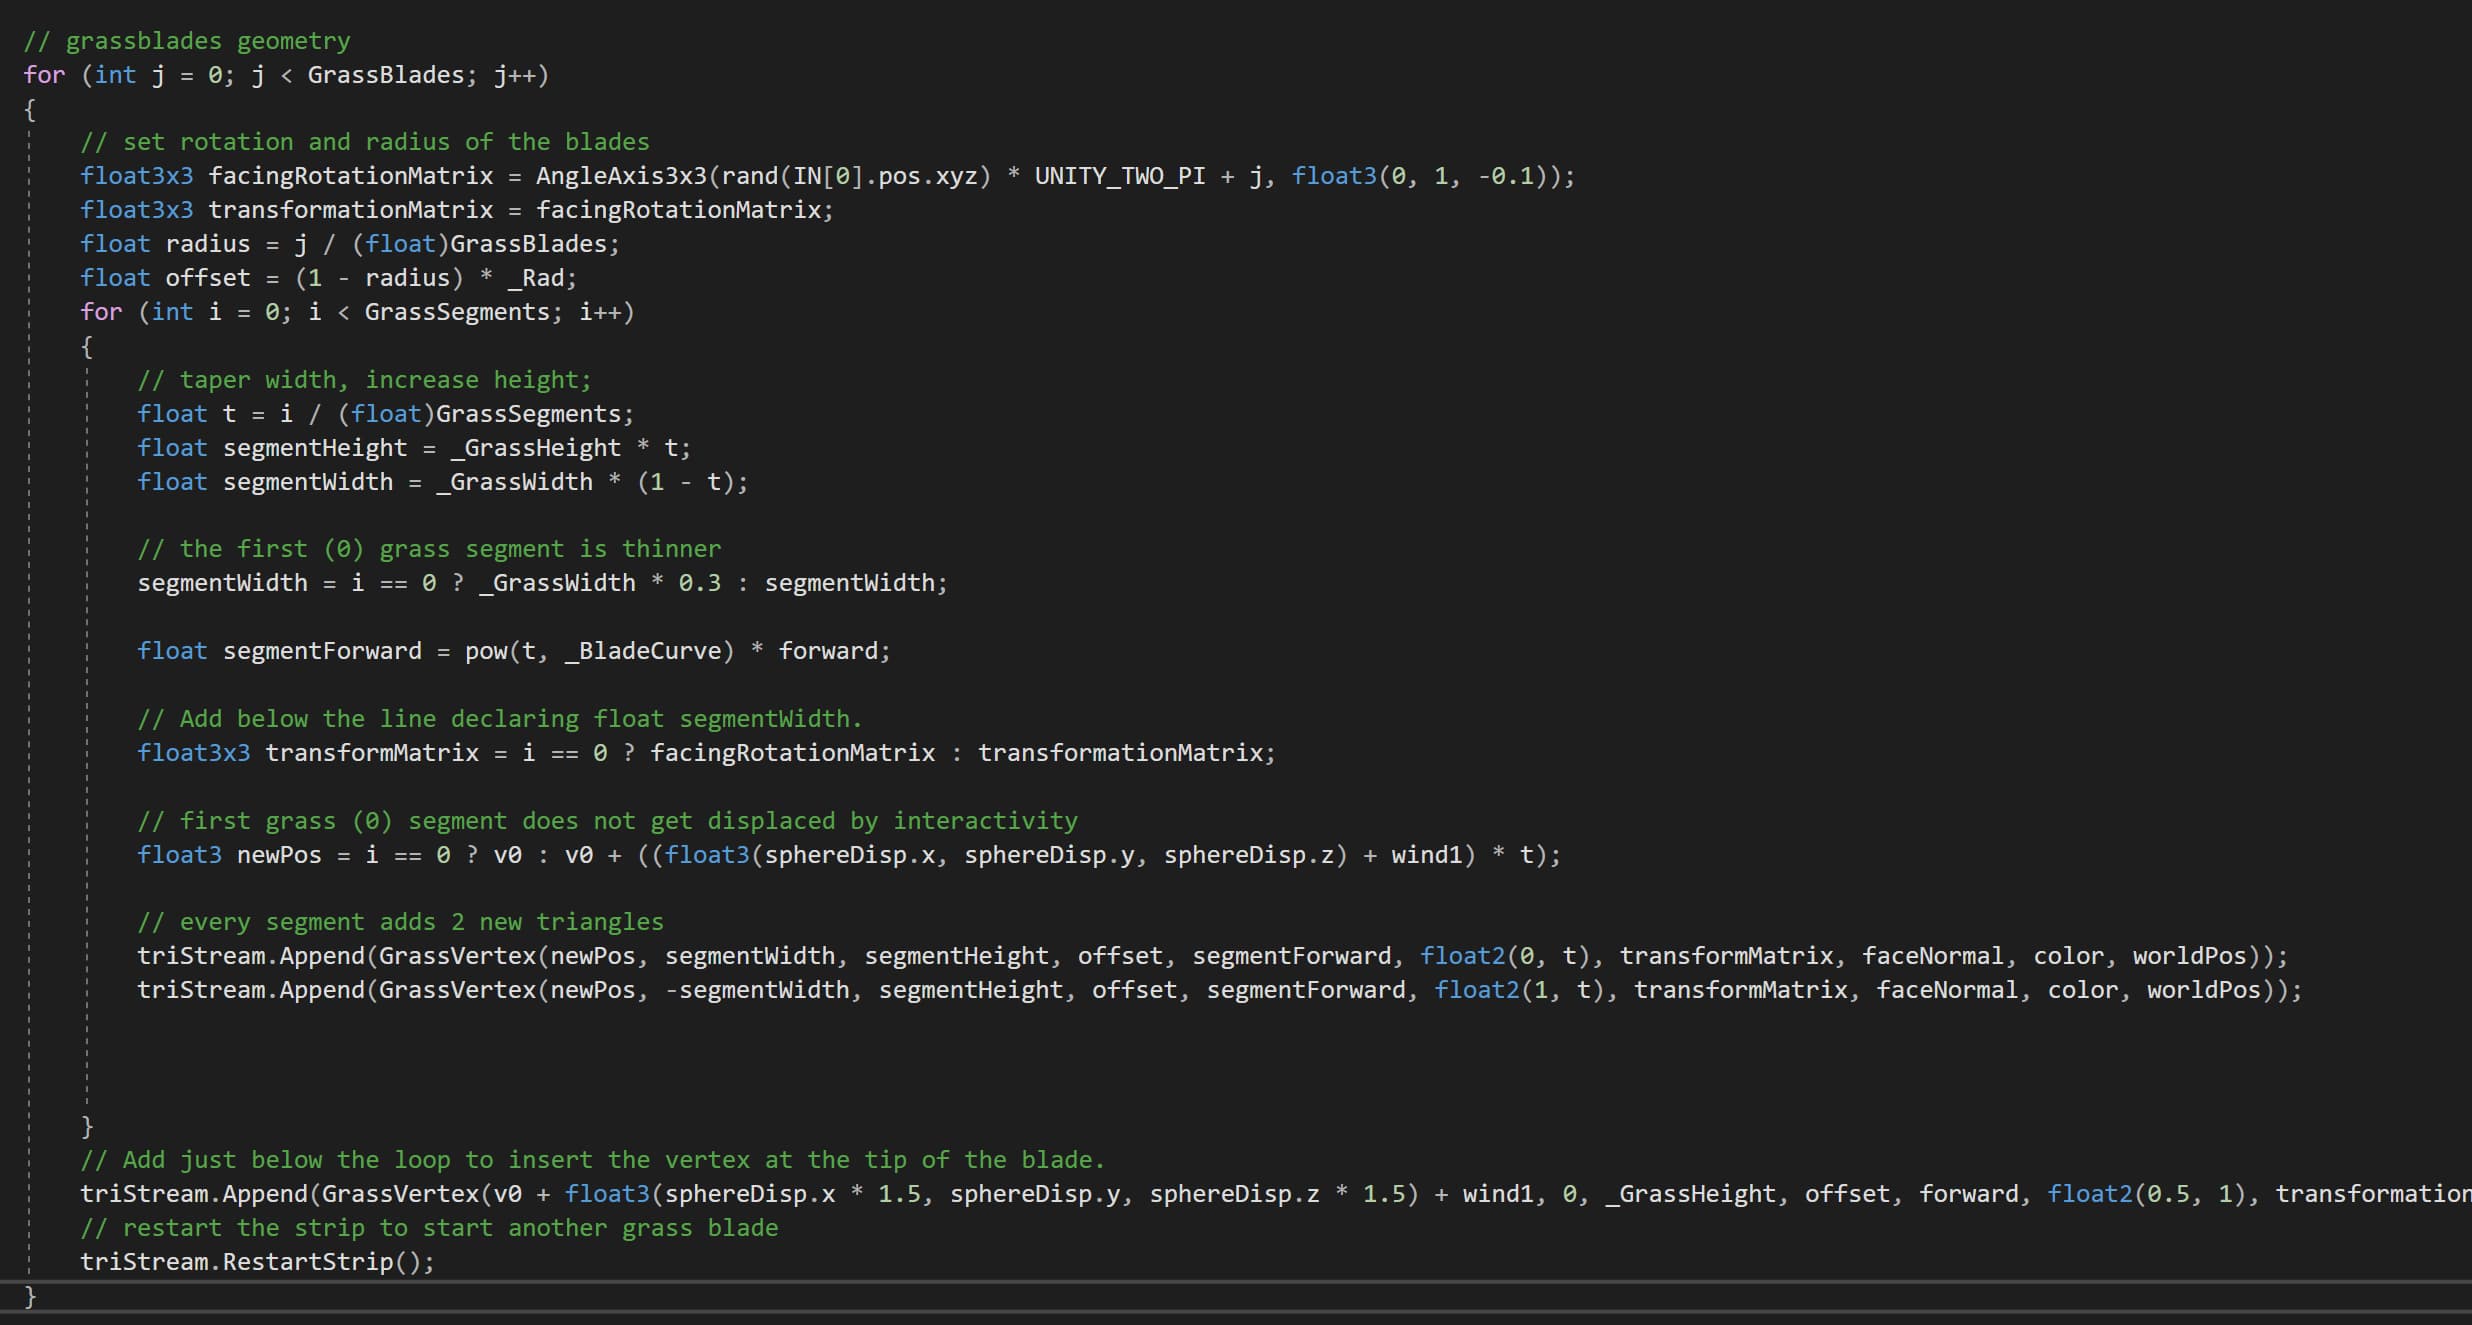 // grassblades geometry
for (int j = 0; j < GrassBlades; j++)
{
    // set rotation and radius of the blades
    float3x3 facingRotationMatrix = AngleAxis3x3(rand(IN[0].pos.xyz) * UNITY_TWO_PI + j, float3(0, 1, -0.1));
    float3x3 transformationMatrix = facingRotationMatrix;
    float radius = j / (float)GrassBlades;
    float offset = (1 - radius) * _Rad;
    for (int i = 0; i < GrassSegments; i++)
    {
        // taper width, increase height;
        float t = i / (float)GrassSegments;
        float segmentHeight = _GrassHeight * t;
        float segmentWidth = _GrassWidth * (1 - t);
        // the first (0) grass segment is thinner
        segmentWidth = i == 0 ? _GrassWidth * 0.3 : segmentWidth;
        float segmentForward = pow(t, _BladeCurve) * forward;
        // Add below the line declaring float segmentWidth.
        float3x3 transformMatrix = i == 0 ? facingRotationMatrix : transformationMatrix;
        // first grass (0) segment does not get displaced by interactivity
        float3 newPos = i == 0 ? v0 : v0 + ((float3(sphereDisp.x, sphereDisp.y, sphereDisp.z) + wind1) * t);
        // every segment adds 2 new triangles
        triStream.Append(GrassVertex(newPos, segmentWidth, segmentHeight, offset, segmentForward, float2(0, t), transformMatrix, faceNormal, color, worldPos));
        triStream.Append(GrassVertex(newPos, -segmentWidth, segmentHeight, offset, segmentForward, float2(1, t), transformMatrix, faceNormal, color, worldPos));
    }
    // Add just below the loop to insert the vertex at the tip of the blade.
    triStream.Append(GrassVertex(v0 + float3(sphereDisp.x * 1.5, sphereDisp.y, sphereDisp.z * 1.5) + wind1, 0, _GrassHeight, offset, forward, float2(0.5, 1), transformation
    // restart the strip to start another grass blade
    triStream.RestartStrip();
}